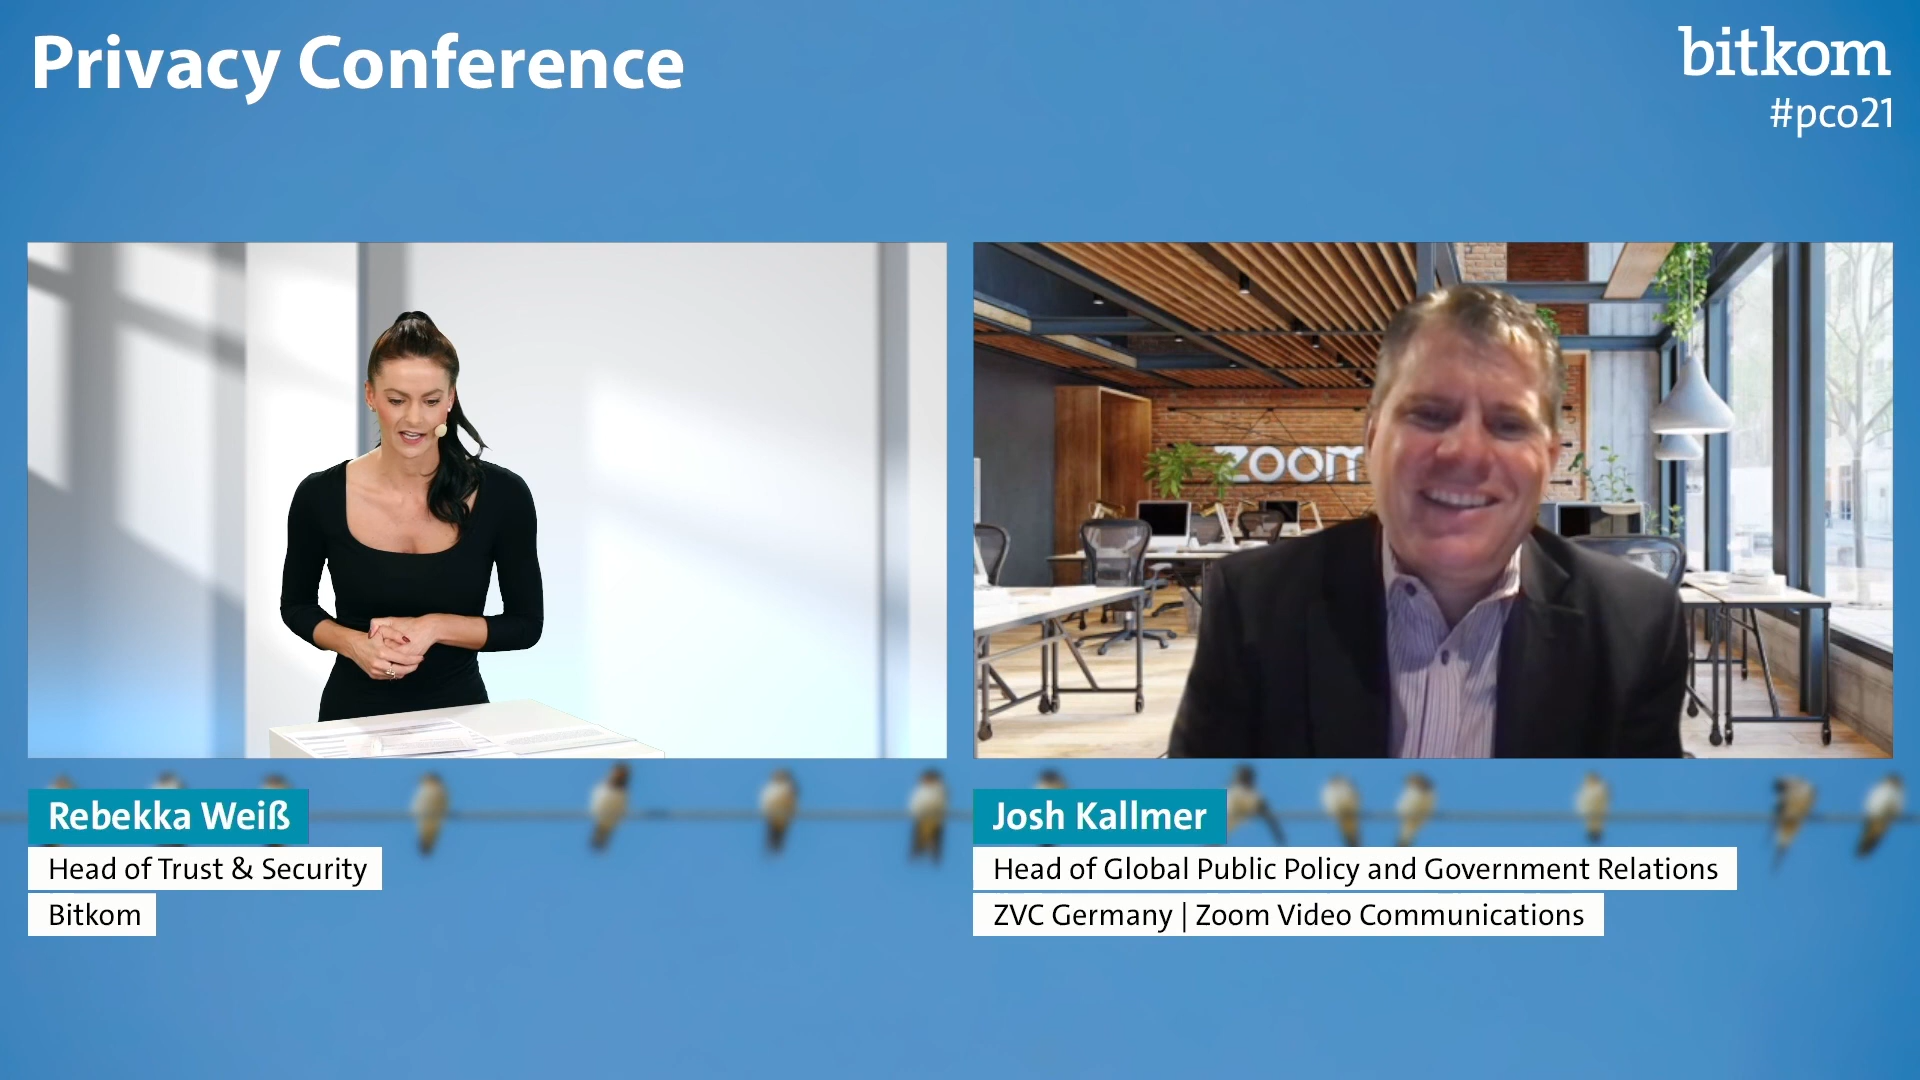 Privacy Conference
bitkom
#pco21
zoom
Rebekka Weiß
Head of Trust & Security
Bitkom
Josh Kallmer
Head of Global Public Policy and Government Relations
ZVC Germany | Zoom Video Communications